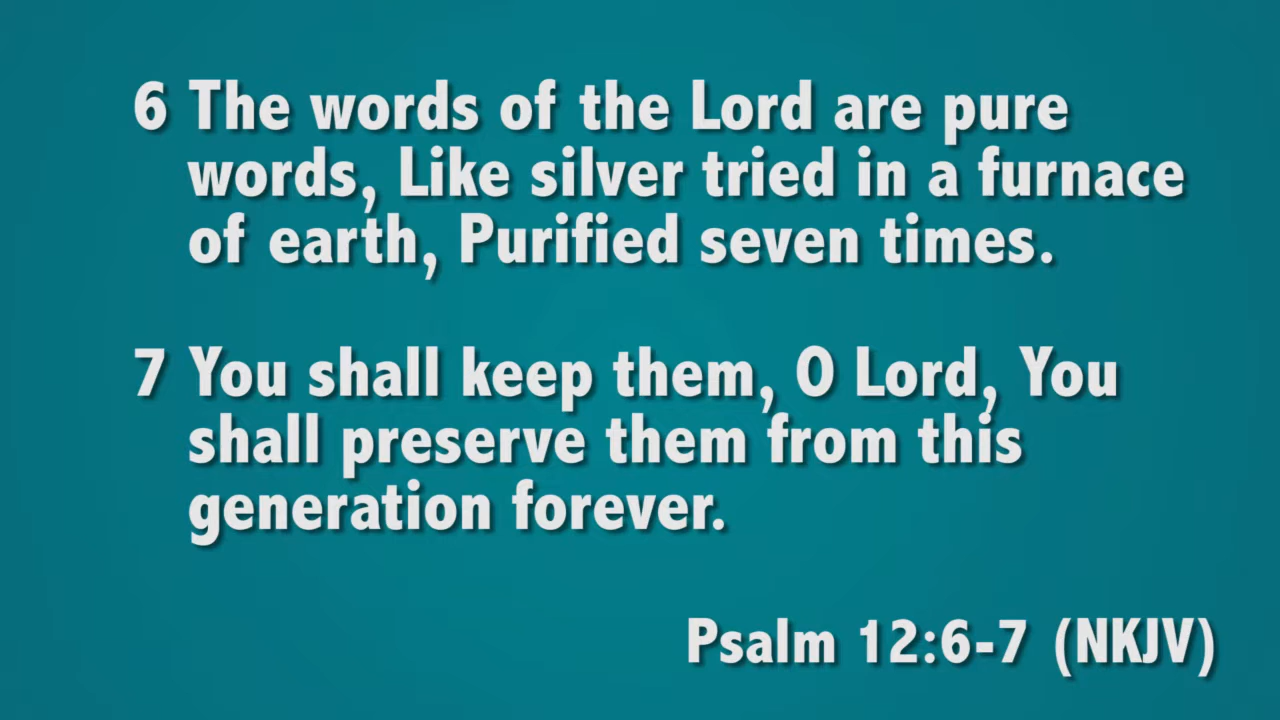 6 The words of the Lord are pure
words, Like silver tried in a furnace
of earth, Purified seven times.
7 You shall keep them, O Lord, You
shall preserve them from this
generation forever.
Psalm 12:6-7 (NKJV)